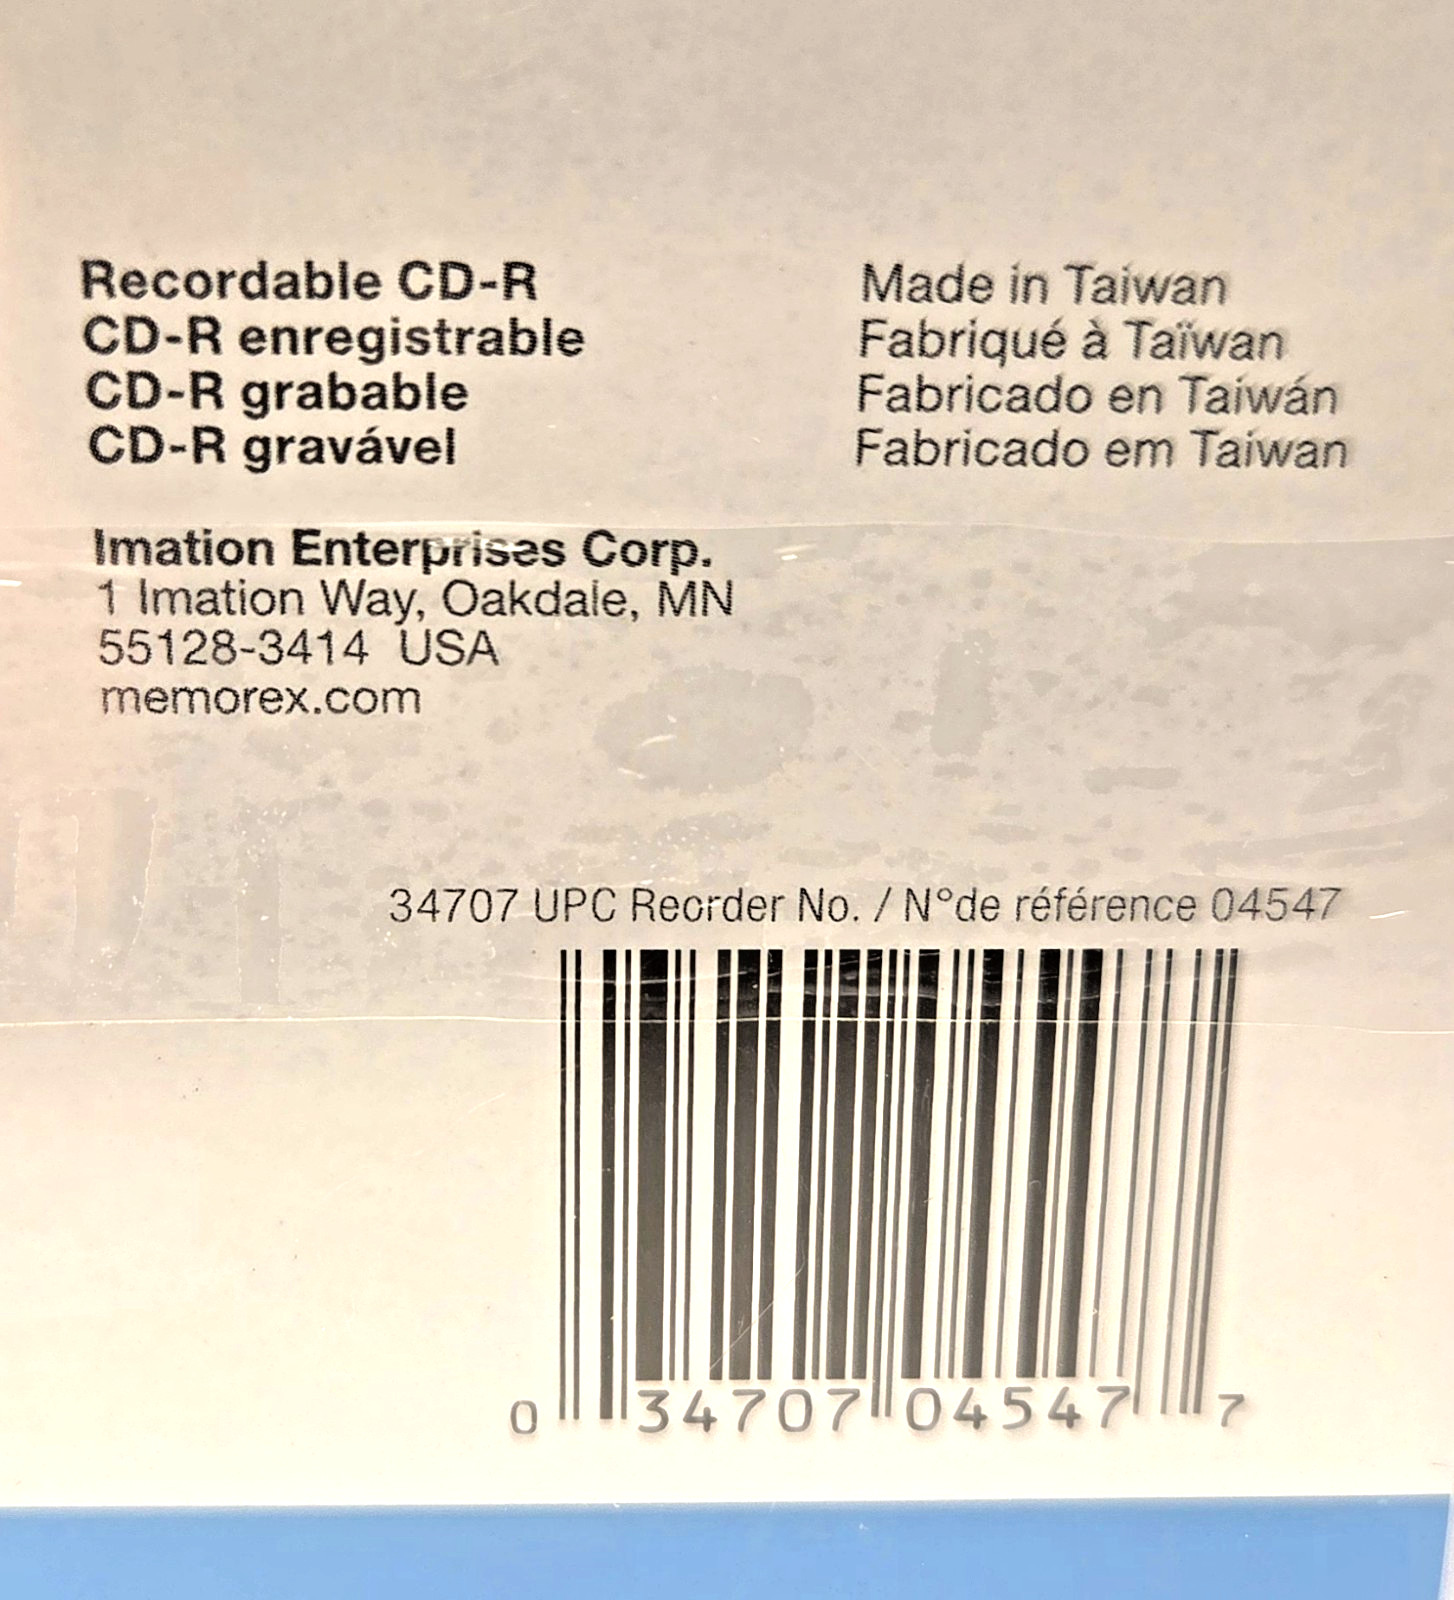 Recordable CD-R
CD-R enregistrable
CD-R grabable
CD-R gravável
Made in Taiwan
Fabriqué à Taïwan
Fabricado en Taiwán
Fabricado em Taiwan
Imation Enterprises Corp.
1 Imation Way, Oakdale, MN
55128-3414 USA
memorex.com
34707 UPC Reorder No. / N°de référence 04547
0 34707 04547 7